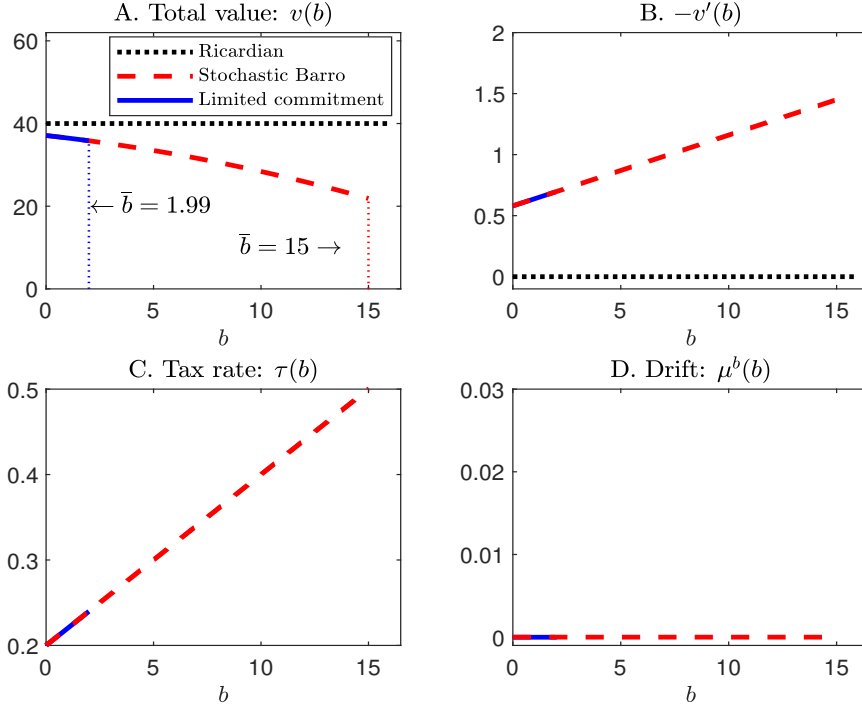 A. Total value: v(b)
60
40
20
0
0 5 10 15
b
Ricardian
Stochastic Barro
Limited commitment
← b̅ = 1.99
b̅ = 15 →
B. −v′(b)
2
1.5
1
0.5
0
0 5 10 15
b
C. Tax rate: τ(b)
0.5
0.4
0.3
0.2
0 5 10 15
b
D. Drift: μᵇ(b)
0.03
0.02
0.01
0
0 5 10 15
b